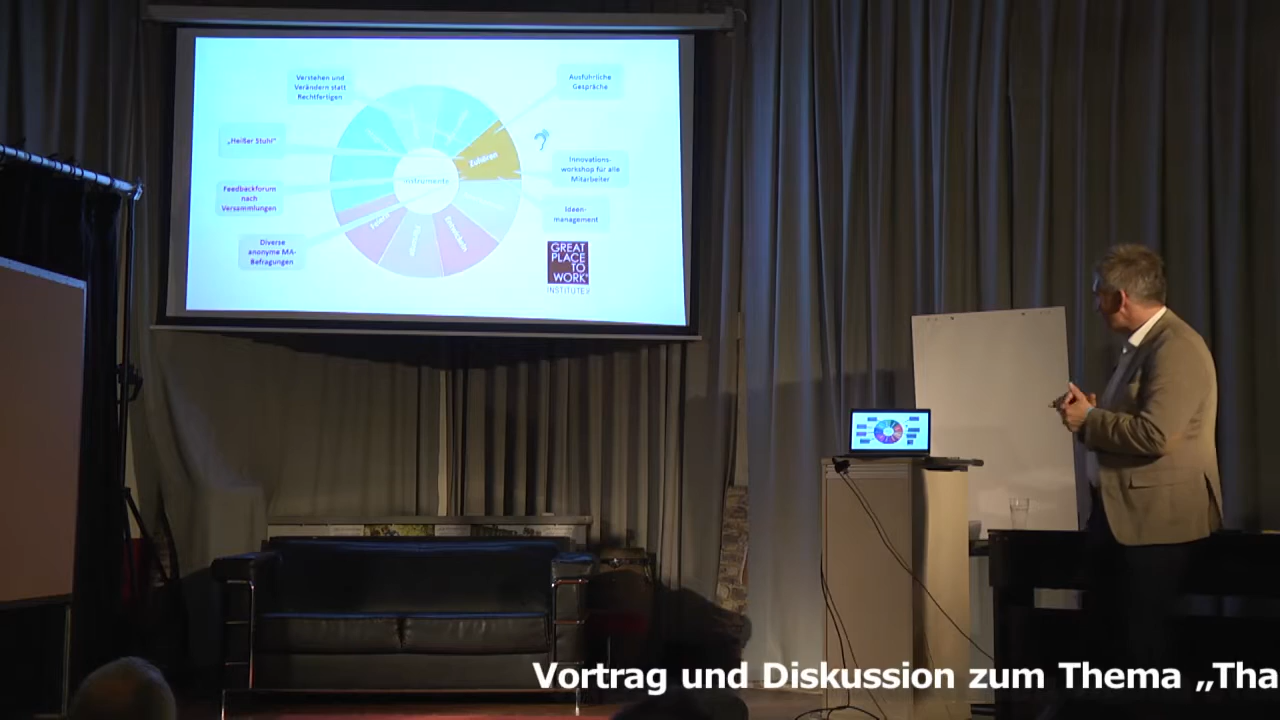 Verstehen und
Verändern statt
Rechtfertigen
„Heißer Stuhl“
Feedbackforum
nach
Versammlungen
Diverse
anonyme MA-
Befragungen
Instrumente
Zuhören
Ausführliche
Gespräche
Innovations-
workshop für alle
Mitarbeiter
Ideen-
management
GREAT
PLACE
TO
WORK®
INSTITUTE
Vortrag und Diskussion zum Thema „Tha